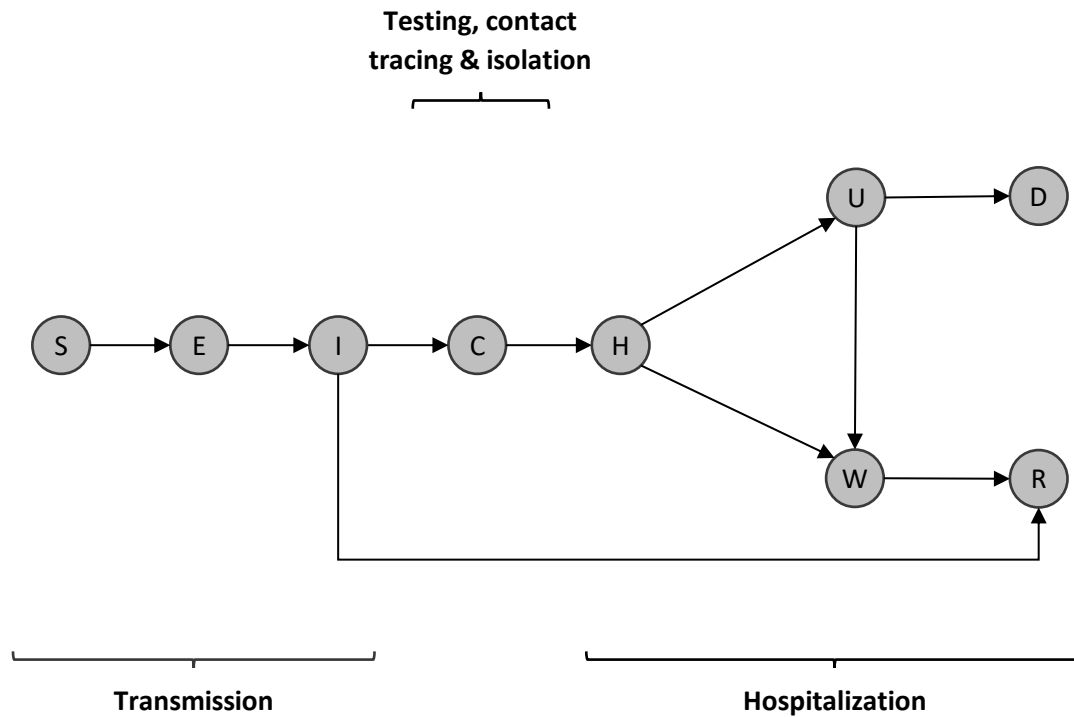 Testing, contact
tracing & isolation
U D
S E I C H
W R
Transmission Hospitalization